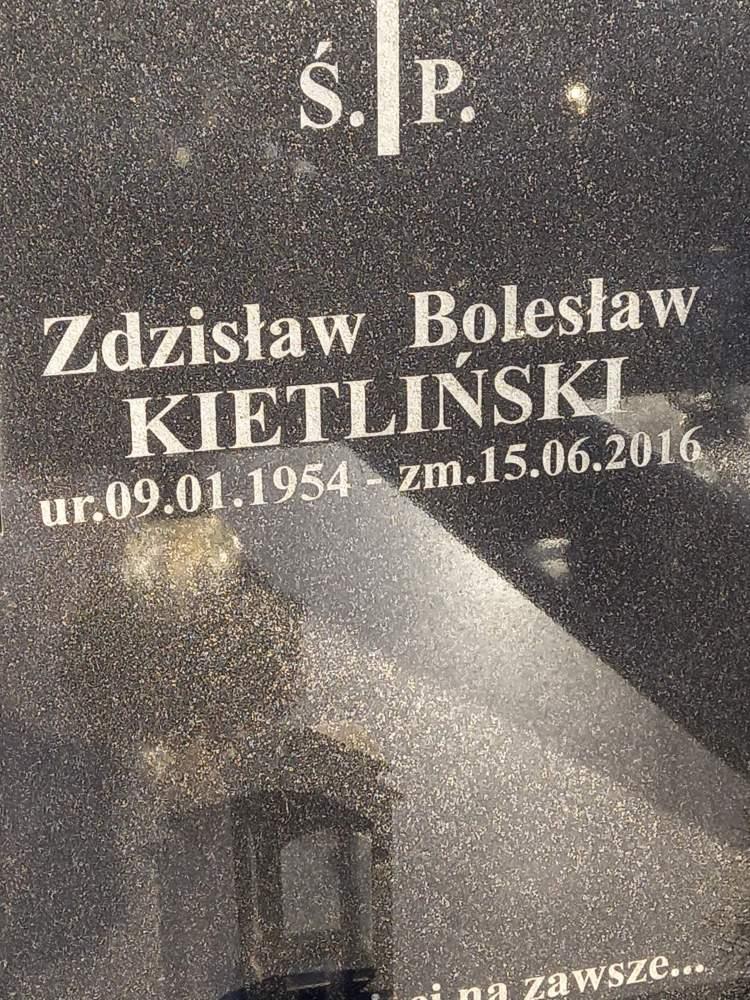 Ś. P.
Zdzisław Bolesław
KIETLIŃSKI
ur.09.01.1954 - zm.15.06.2016
na zawsze...